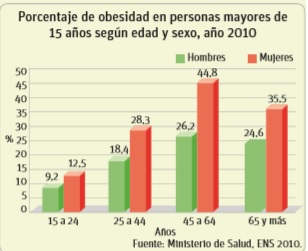 Porcentaje de obesidad en personas mayores de
15 años según edad y sexo, año 2010
Hombres Mujeres
50
45
40
35
30
25
20
15
10
5
0
%
9,2 12,5
18,4 28,3
26,2 44,8
24,6 35,5
15 a 24 25 a 44 45 a 64 65 y más
Años
Fuente: Ministerio de Salud, ENS 2010.